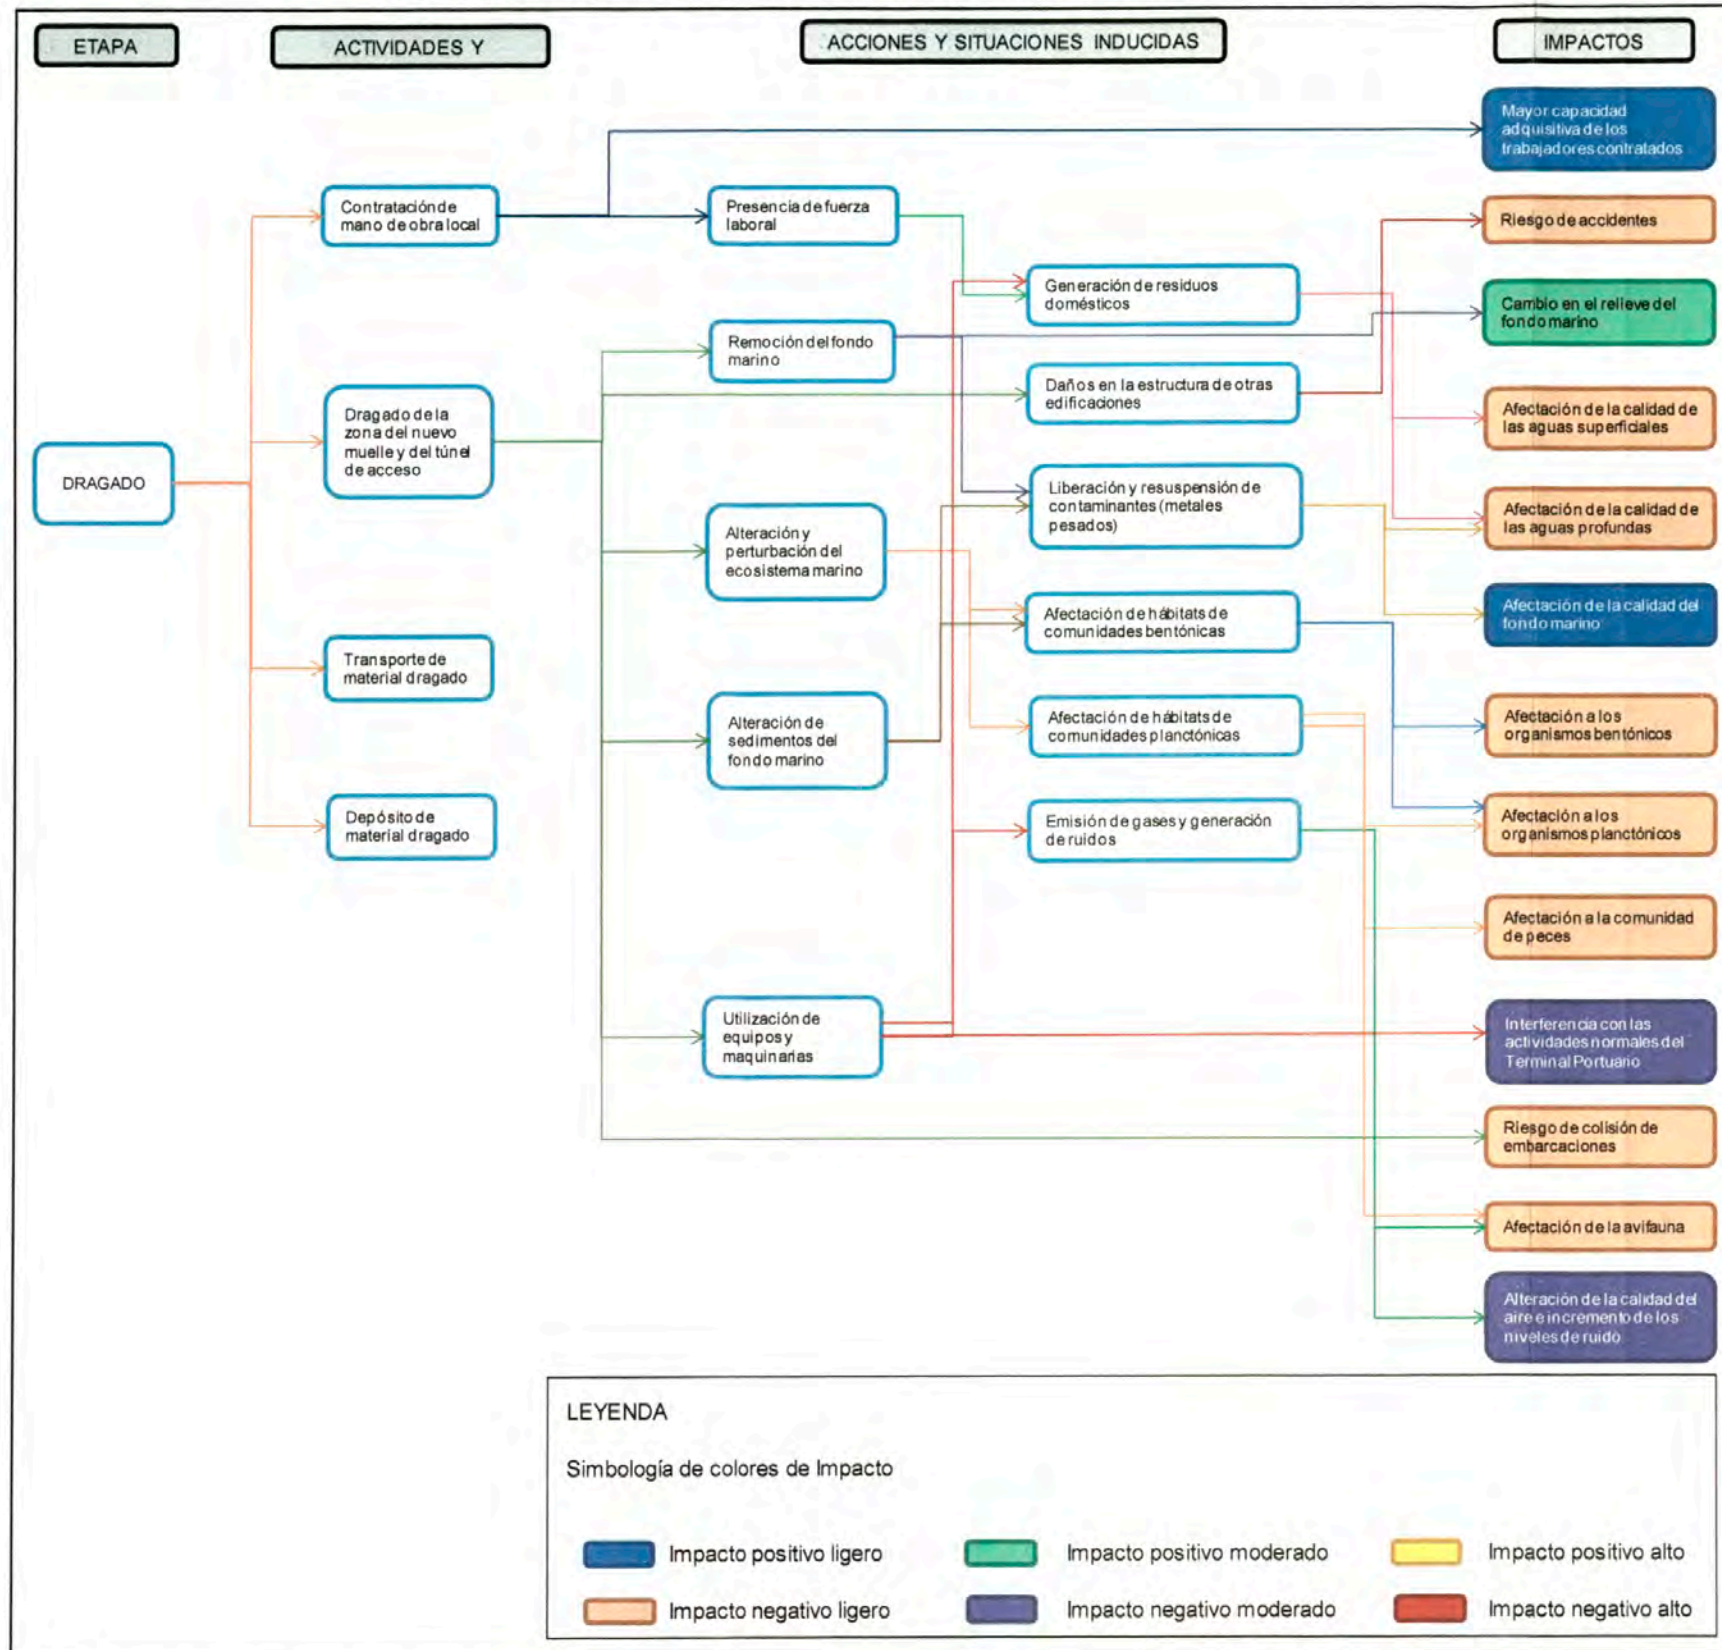 ETAPA
ACTIVIDADES Y
ACCIONES Y SITUACIONES INDUCIDAS
IMPACTOS
Mayor capacidad
adquisitiva de los
trabajadores contratados
Contratación de
mano de obra local
Presencia de fuerza
laboral
Riesgo de accidentes
Generación de residuos
domésticos
Cambio en el relieve del
fondo marino
Remoción del fondo
marino
Daños en la estructura de otras
edificaciones
Dragado de la
zona del nuevo
muelle y del túnel
de acceso
Afectación de la calidad de
las aguas superficiales
DRAGADO
Liberación y resuspensión de
contaminantes (metales
pesados)
Afectación de la calidad de
las aguas profundas
Alteración y
perturbación del
ecosistema marino
Afectación de hábitats de
comunidades bentónicas
Afectación de la calidad del
fondo marino
Transporte de
material dragado
Alteración de
sedimentos del
fondo marino
Afectación de hábitats de
comunidades planctónicas
Afectación a los
organismos bentónicos
Depósito de
material dragado
Emisión de gases y generación
de ruidos
Afectación a los
organismos planctónicos
Afectación a la comunidad
de peces
Utilización de
equipos y
maquinarias
Interferencia con las
actividades normales del
Terminal Portuario
Riesgo de colisión de
embarcaciones
Afectación de la avifauna
Alteración de la calidad del
aire e incremento de los
niveles de ruido
LEYENDA
Simbología de colores de Impacto
Impacto positivo ligero
Impacto positivo moderado
Impacto positivo alto
Impacto negativo ligero
Impacto negativo moderado
Impacto negativo alto